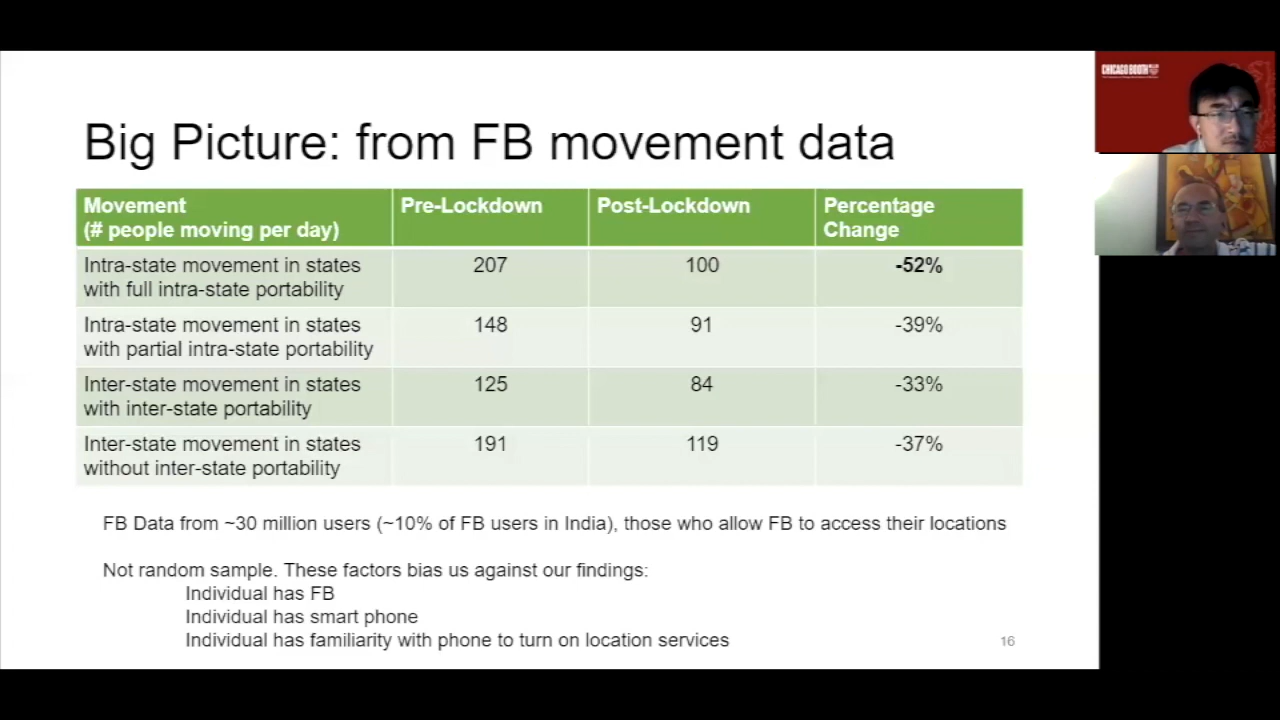 Big Picture: from FB movement data
Movement
(# people moving per day)
Pre-Lockdown
Post-Lockdown
Percentage
Change
Intra-state movement in states
with full intra-state portability
207
100
-52%
Intra-state movement in states
with partial intra-state portability
148
91
-39%
Inter-state movement in states
with inter-state portability
125
84
-33%
Inter-state movement in states
without inter-state portability
191
119
-37%
FB Data from ~30 million users (~10% of FB users in India), those who allow FB to access their locations
Not random sample. These factors bias us against our findings:
Individual has FB
Individual has smart phone
Individual has familiarity with phone to turn on location services
16
CHICAGO BOOTH